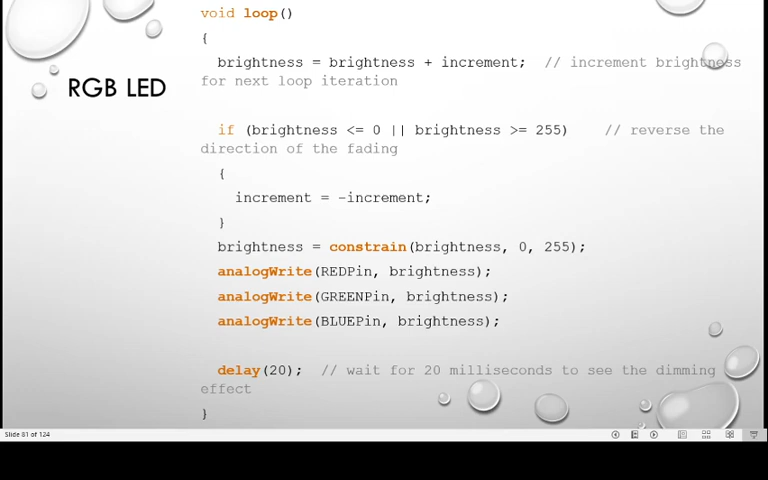 void loop()
{
brightness = brightness + increment;  // increment brightness
for next loop iteration
RGB LED
if (brightness <= 0 || brightness >= 255)    // reverse the
direction of the fading
{
increment = -increment;
}
brightness = constrain(brightness, 0, 255);
analogWrite(REDPin, brightness);
analogWrite(GREENPin, brightness);
analogWrite(BLUEPin, brightness);
delay(20);  // wait for 20 milliseconds to see the dimming
effect
}
Slide 81 of 124